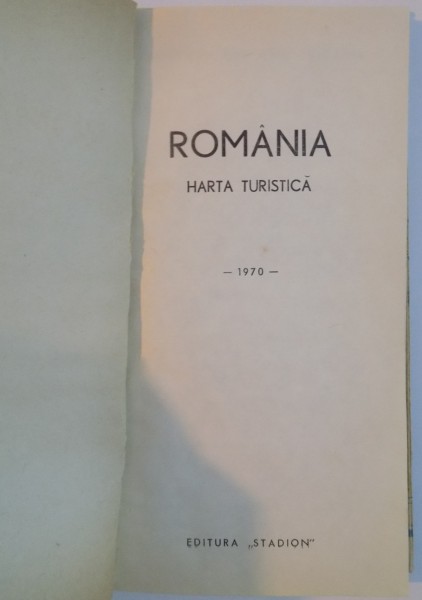 ROMÂNIA
HARTA TURISTICĂ
— 1970 —
EDITURA „STADION"